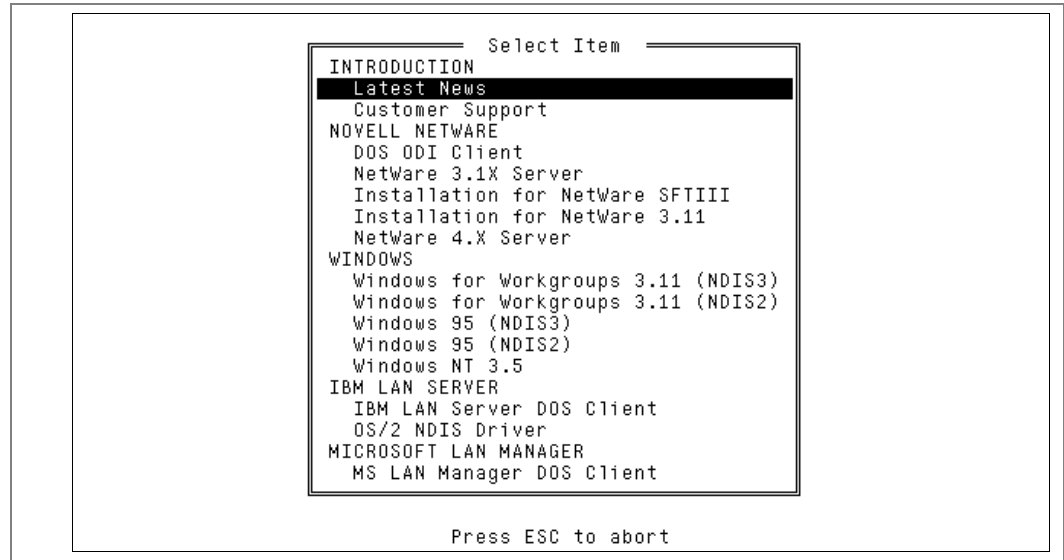 Select Item
INTRODUCTION
Latest News
Customer Support
NOVELL NETWARE
DOS ODI Client
NetWare 3.1X Server
Installation for NetWare SFTIII
Installation for NetWare 3.11
NetWare 4.X Server
WINDOWS
Windows for Workgroups 3.11 (NDIS3)
Windows for Workgroups 3.11 (NDIS2)
Windows 95 (NDIS3)
Windows 95 (NDIS2)
Windows NT 3.5
IBM LAN SERVER
IBM LAN Server DOS Client
OS/2 NDIS Driver
MICROSOFT LAN MANAGER
MS LAN Manager DOS Client
Press ESC to abort